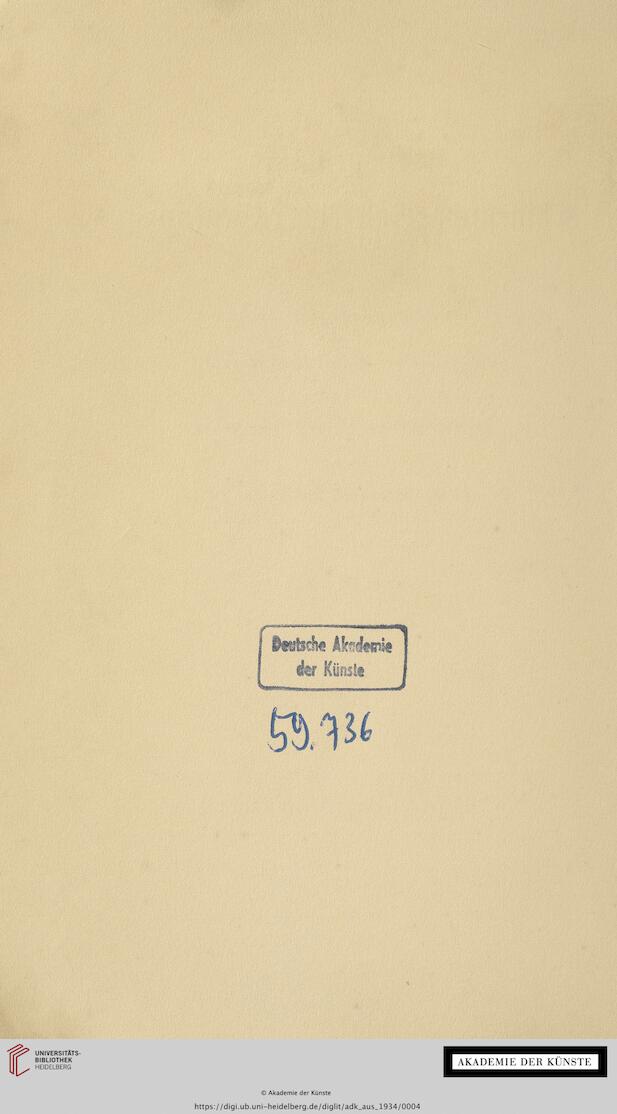 Deutsche Akademie
der Künste
59.736
UNIVERSITÄTS-
BIBLIOTHEK
HEIDELBERG
AKADEMIE DER KÜNSTE
© Akademie der Künste
https://digi.ub.uni-heidelberg.de/diglit/adk_aus_1934/0004